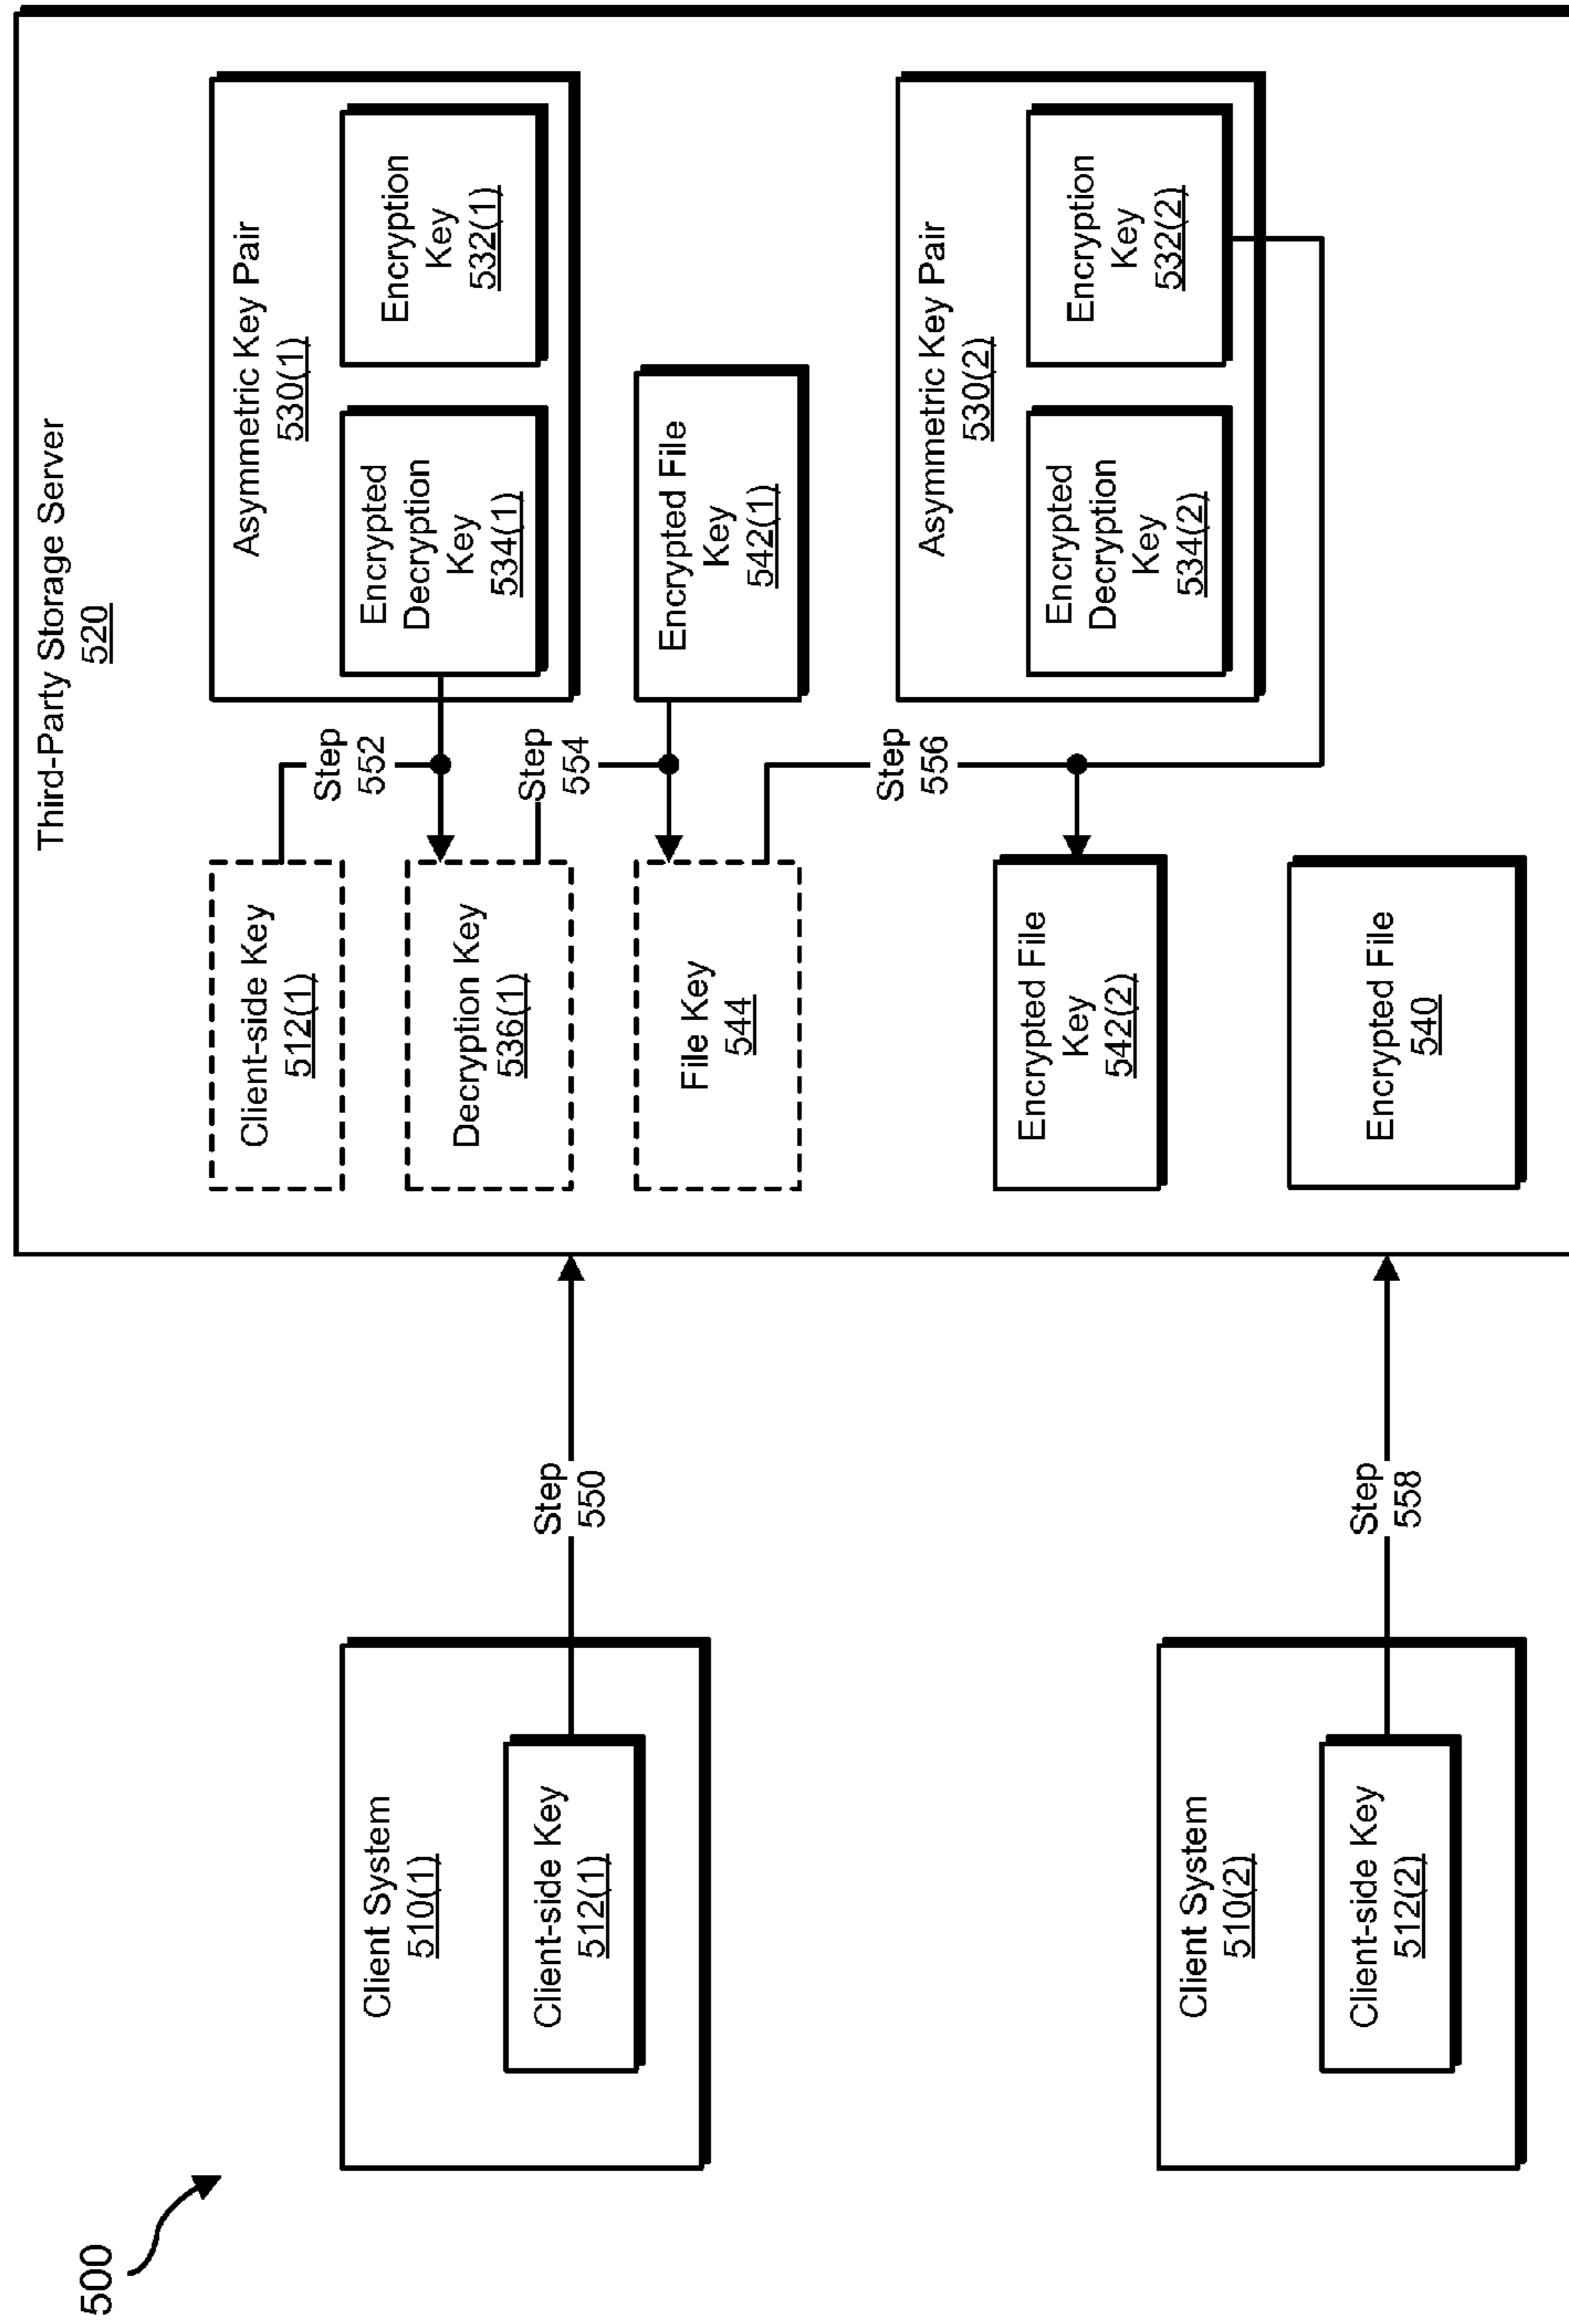 500
Client System
510(1)
Client-side Key
512(1)
Step
550
Client System
510(2)
Client-side Key
512(2)
Step
558
Third-Party Storage Server
520
Client-side Key
512(1)
Step
552
Asymmetric Key Pair
530(1)
Encrypted
Decryption
Key
534(1)
Encryption
Key
532(1)
Decryption Key
536(1)
Step
554
Encrypted File
Key
542(1)
File Key
544
Step
556
Asymmetric Key Pair
530(2)
Encrypted
Decryption
Key
534(2)
Encryption
Key
532(2)
Encrypted File
Key
542(2)
Encrypted File
540